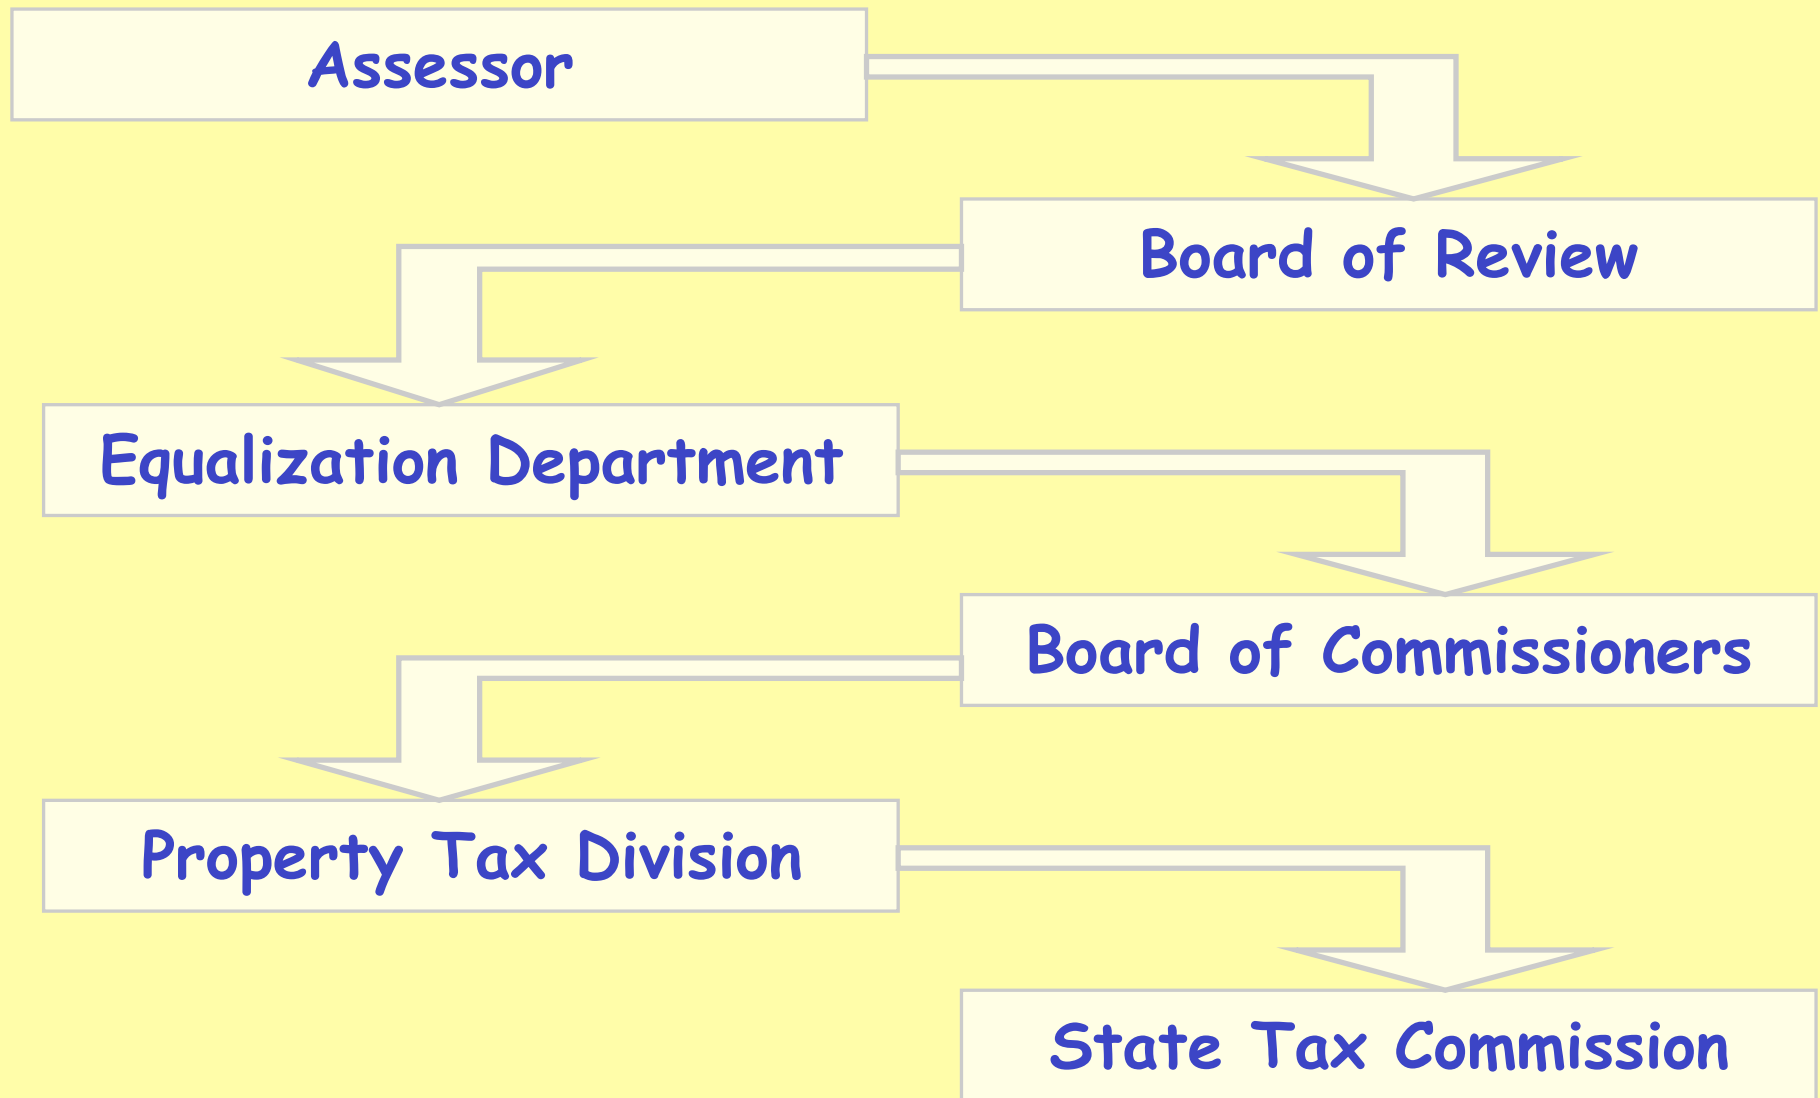 Assessor
Board of Review
Equalization Department
Board of Commissioners
Property Tax Division
State Tax Commission